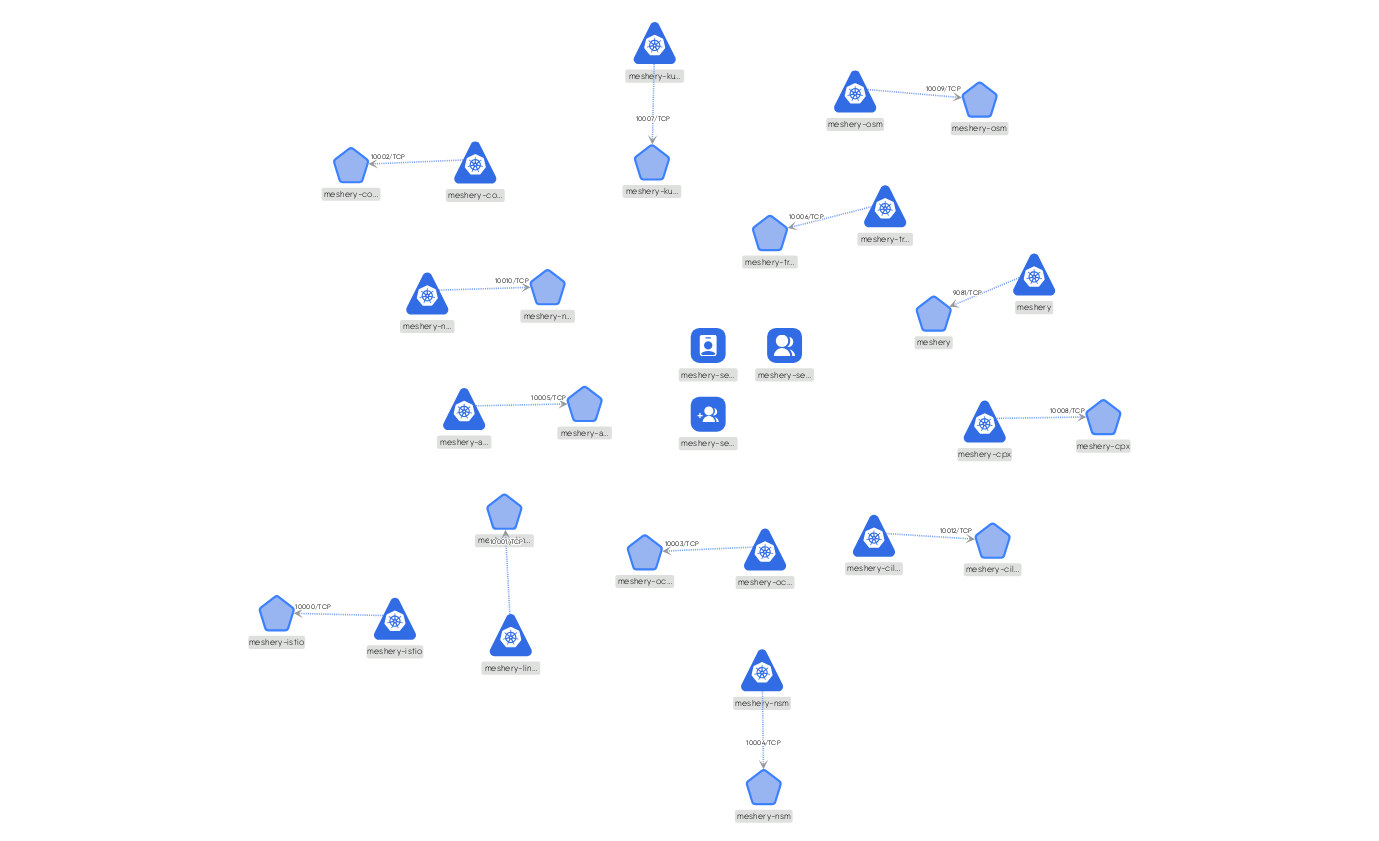 meshery-ku...
10007/TCP
meshery-ku...
10009/TCP
meshery-osm
meshery-osm
10002/TCP
meshery-co...
meshery-co...
10006/TCP
meshery-tr...
meshery-tr...
10010/TCP
meshery-n...
meshery-n...
9081/TCP
meshery
meshery
meshery-se...
meshery-se...
meshery-se...
10005/TCP
meshery-a...
meshery-a...
10008/TCP
meshery-cpx
meshery-cpx
10001/TCP
meshery-lin...
10003/TCP
meshery-oc...
meshery-oc...
10012/TCP
meshery-cil...
meshery-cil...
10000/TCP
meshery-istio
meshery-istio
meshery-nsm
10004/TCP
meshery-nsm